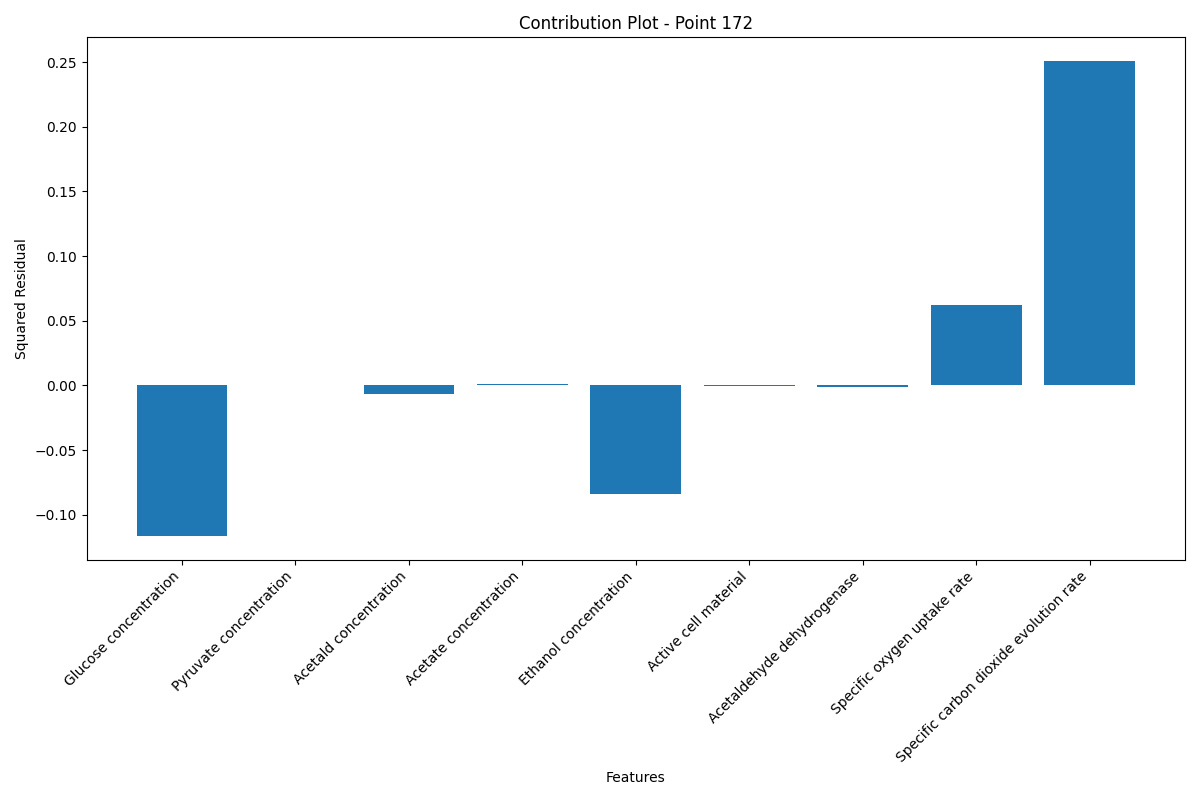 Contribution Plot - Point 172
Squared Residual
0.25
0.20
0.15
0.10
0.05
0.00
−0.05
−0.10
Glucose concentration
Pyruvate concentration
Acetald concentration
Acetate concentration
Ethanol concentration
Active cell material
Acetaldehyde dehydrogenase
Specific oxygen uptake rate
Specific carbon dioxide evolution rate
Features